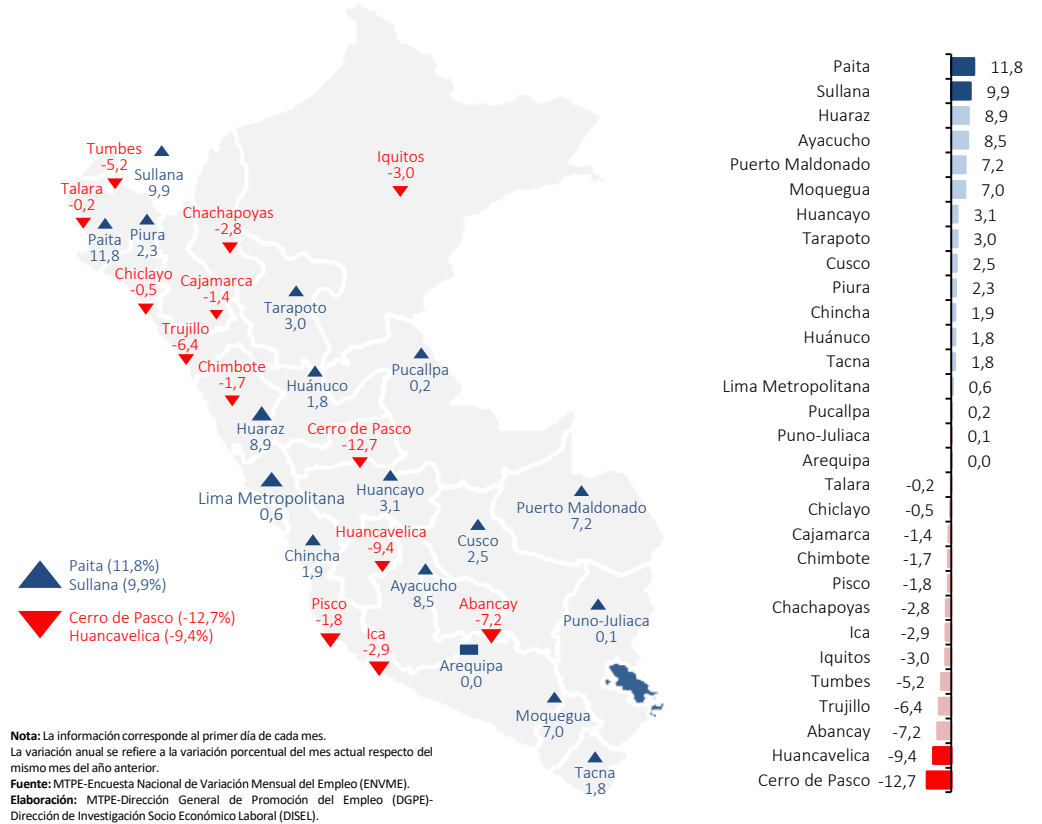 Tumbes
-5,2
Sullana
9,9
Talara
-0,2
Paita
11,8
Piura
2,3
Iquitos
-3,0
Chachapoyas
-2,8
Chiclayo
-0,5
Cajamarca
-1,4
Tarapoto
3,0
Trujillo
-6,4
Chimbote
-1,7
Huánuco
1,8
Pucallpa
0,2
Huaraz
8,9
Cerro de Pasco
-12,7
Lima Metropolitana
0,6
Huancayo
3,1
Puerto Maldonado
7,2
Huancavelica
-9,4
Cusco
2,5
Chincha
1,9
Ayacucho
8,5
Pisco
-1,8
Ica
-2,9
Abancay
-7,2
Puno-Juliaca
0,1
Arequipa
0,0
Moquegua
7,0
Tacna
1,8
Paita (11,8%)
Sullana (9,9%)
Cerro de Pasco (-12,7%)
Huancavelica (-9,4%)
Nota: La información corresponde al primer día de cada mes.
La variación anual se refiere a la variación porcentual del mes actual respecto del
mismo mes del año anterior.
Fuente: MTPE-Encuesta Nacional de Variación Mensual del Empleo (ENVME).
Elaboración: MTPE-Dirección General de Promoción del Empleo (DGPE)-
Dirección de Investigación Socio Económico Laboral (DISEL).
Paita 11,8
Sullana 9,9
Huaraz 8,9
Ayacucho 8,5
Puerto Maldonado 7,2
Moquegua 7,0
Huancayo 3,1
Tarapoto 3,0
Cusco 2,5
Piura 2,3
Chincha 1,9
Huánuco 1,8
Tacna 1,8
Lima Metropolitana 0,6
Pucallpa 0,2
Puno-Juliaca 0,1
Arequipa 0,0
Talara -0,2
Chiclayo -0,5
Cajamarca -1,4
Chimbote -1,7
Pisco -1,8
Chachapoyas -2,8
Ica -2,9
Iquitos -3,0
Tumbes -5,2
Trujillo -6,4
Abancay -7,2
Huancavelica -9,4
Cerro de Pasco -12,7